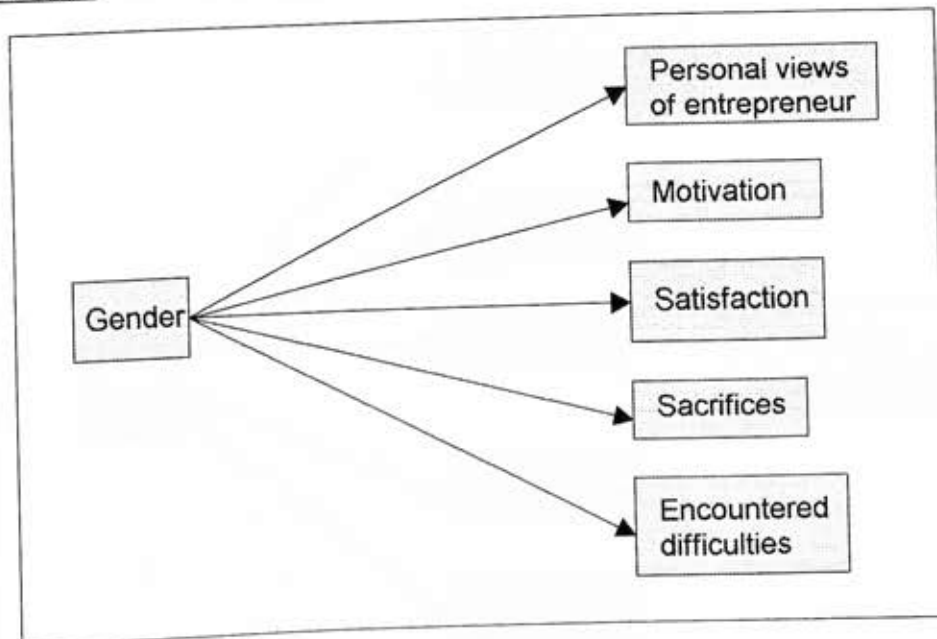 Personal views
of entrepreneur
Motivation
Gender
Satisfaction
Sacrifices
Encountered
difficulties